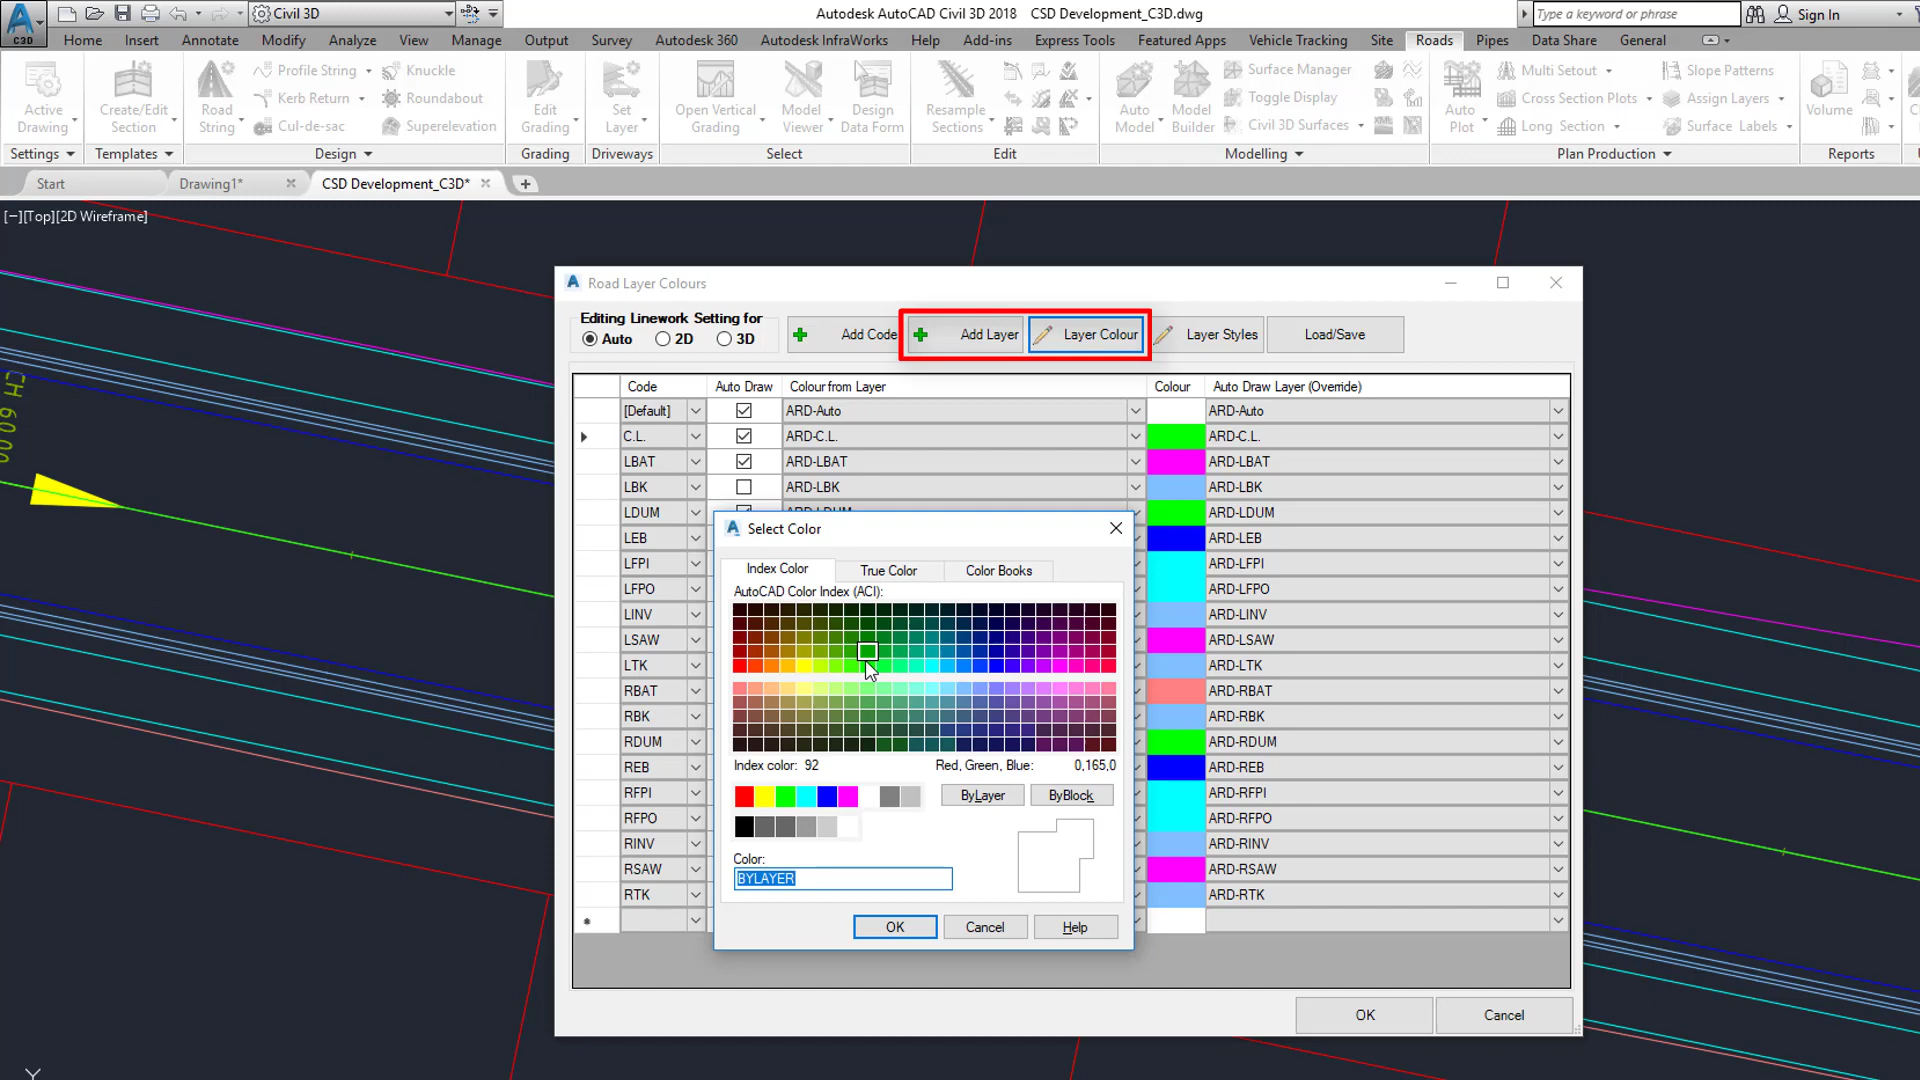 Civil 3D
Autodesk AutoCAD Civil 3D 2018 CSD Development_C3D.dwg
Type a keyword or phrase
Sign In
C3D
Home Insert Annotate Modify Analyze View Manage Output Survey Autodesk 360 Autodesk InfraWorks Help Add-ins Express Tools Featured Apps Vehicle Tracking Site Roads Pipes Data Share General
Active Drawing
Create/Edit Section
Road String
Profile String
Kerb Return
Cul-de-sac
Knuckle
Roundabout
Superelevation
Edit Grading
Set Layer
Open Vertical Grading
Model Viewer
Design Data Form
Resample Sections
Auto Model
Model Builder
Surface Manager
Toggle Display
Civil 3D Surfaces
Auto Plot
Multi Setout
Cross Section Plots
Long Section
Slope Patterns
Assign Layers
Surface Labels
Volume
Settings Templates Design Grading Driveways Select Edit Modelling Plan Production Reports
Start Drawing1* CSD Development_C3D*
[−][Top][2D Wireframe]
Road Layer Colours
Editing Linework Setting for
Auto 2D 3D
Add Code Add Layer Layer Colour Layer Styles Load/Save
Code Auto Draw Colour from Layer Colour Auto Draw Layer (Override)
[Default] ARD-Auto ARD-Auto
C.L. ARD-C.L. ARD-C.L.
LBAT ARD-LBAT ARD-LBAT
LBK ARD-LBK ARD-LBK
LDUM ARD-LDUM ARD-LDUM
LEB ARD-LEB
LFPI ARD-LFPI
LFPO ARD-LFPO
LINV ARD-LINV
LSAW ARD-LSAW
LTK ARD-LTK
RBAT ARD-RBAT
RBK ARD-RBK
RDUM ARD-RDUM
REB ARD-REB
RFPI ARD-RFPI
RFPO ARD-RFPO
RINV ARD-RINV
RSAW ARD-RSAW
RTK ARD-RTK
Select Color
Index Color True Color Color Books
AutoCAD Color Index (ACI):
Index color: 92 Red, Green, Blue: 0,165,0
ByLayer ByBlock
Color:
BYLAYER
OK Cancel Help
OK Cancel
Y